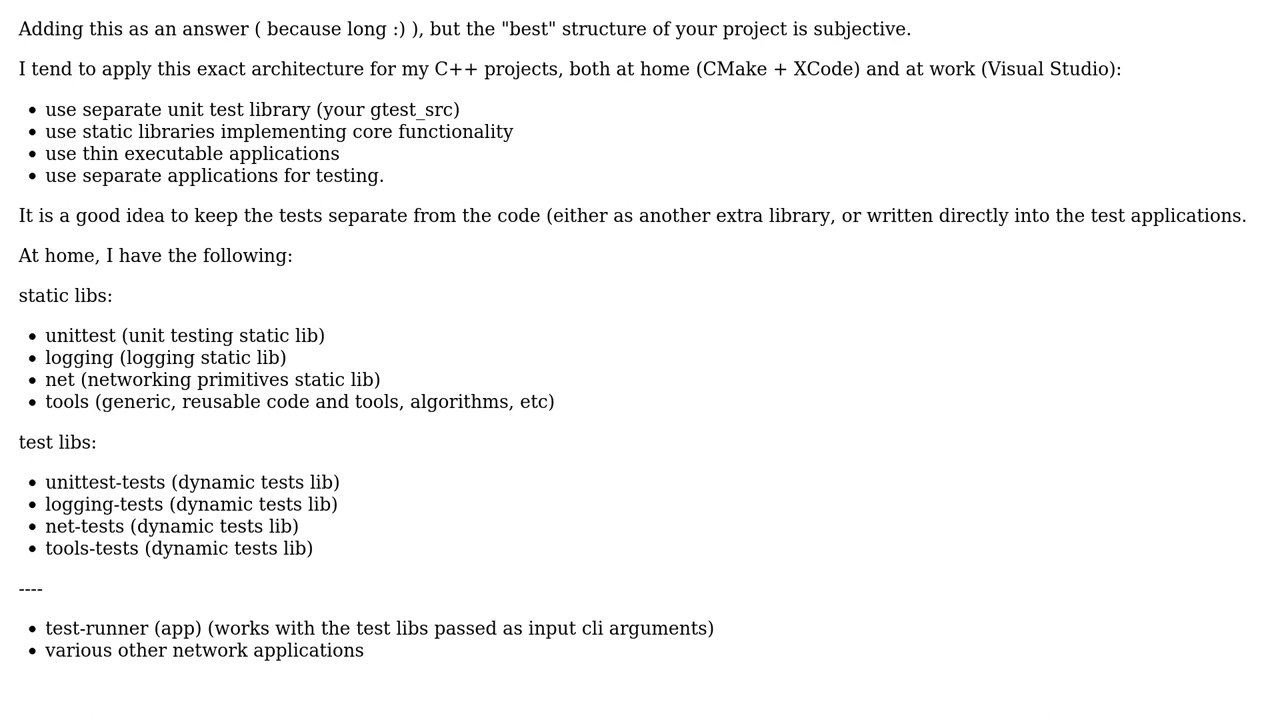 Adding this as an answer ( because long :) ), but the "best" structure of your project is subjective.
I tend to apply this exact architecture for my C++ projects, both at home (CMake + XCode) and at work (Visual Studio):
• use separate unit test library (your gtest_src)
• use static libraries implementing core functionality
• use thin executable applications
• use separate applications for testing.
It is a good idea to keep the tests separate from the code (either as another extra library, or written directly into the test applications.
At home, I have the following:
static libs:
• unittest (unit testing static lib)
• logging (logging static lib)
• net (networking primitives static lib)
• tools (generic, reusable code and tools, algorithms, etc)
test libs:
• unittest-tests (dynamic tests lib)
• logging-tests (dynamic tests lib)
• net-tests (dynamic tests lib)
• tools-tests (dynamic tests lib)
----
• test-runner (app) (works with the test libs passed as input cli arguments)
• various other network applications